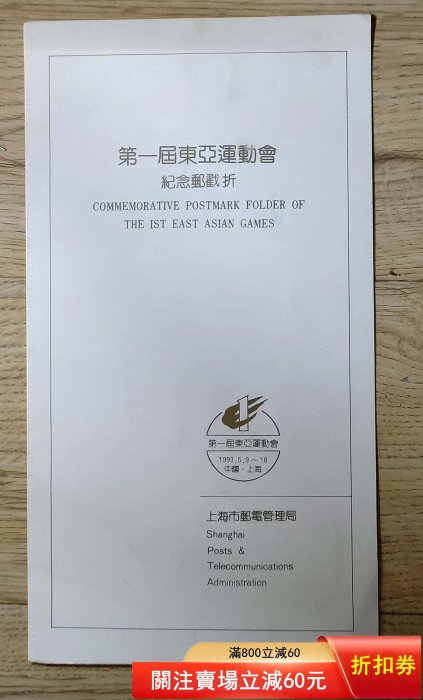 第一屆東亞運動會
紀念郵戳折
COMMEMORATIVE POSTMARK FOLDER OF
THE IST EAST ASIAN GAMES
第一屆東亞運動會
1993.5.9~18
中國·上海
上海市郵電管理局
Shanghai
Posts &
Telecommunications
Administration
滿800立減60
關注賣場立減60元
折扣券